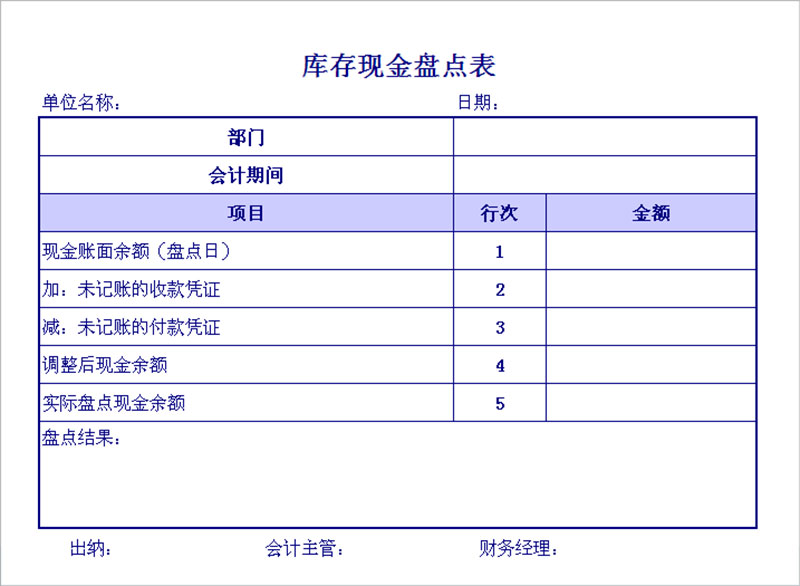 库存现金盘点表
单位名称： 日期：
部门
会计期间
项目 行次 金额
现金账面余额（盘点日） 1
加：未记账的收款凭证 2
减：未记账的付款凭证 3
调整后现金余额 4
实际盘点现金余额 5
盘点结果：
出纳： 会计主管： 财务经理：